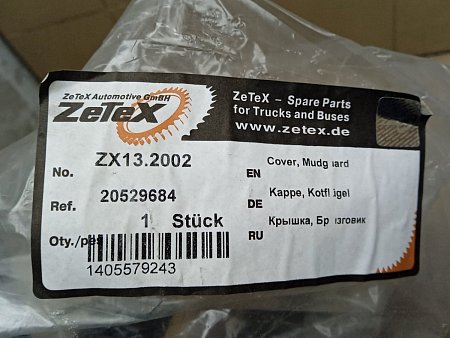 ZeTeX Automotive GmBH
ZeTeX
ZeTeX – Spare Parts
for Trucks and Buses
www.zetex.de
No. ZX13.2002
Ref. 20529684
1 Stück
Qty./pcs
1405579243
Cover, Mudguard
EN
Kappe, Kotflügel
DE
Крышка, Брызговик
RU